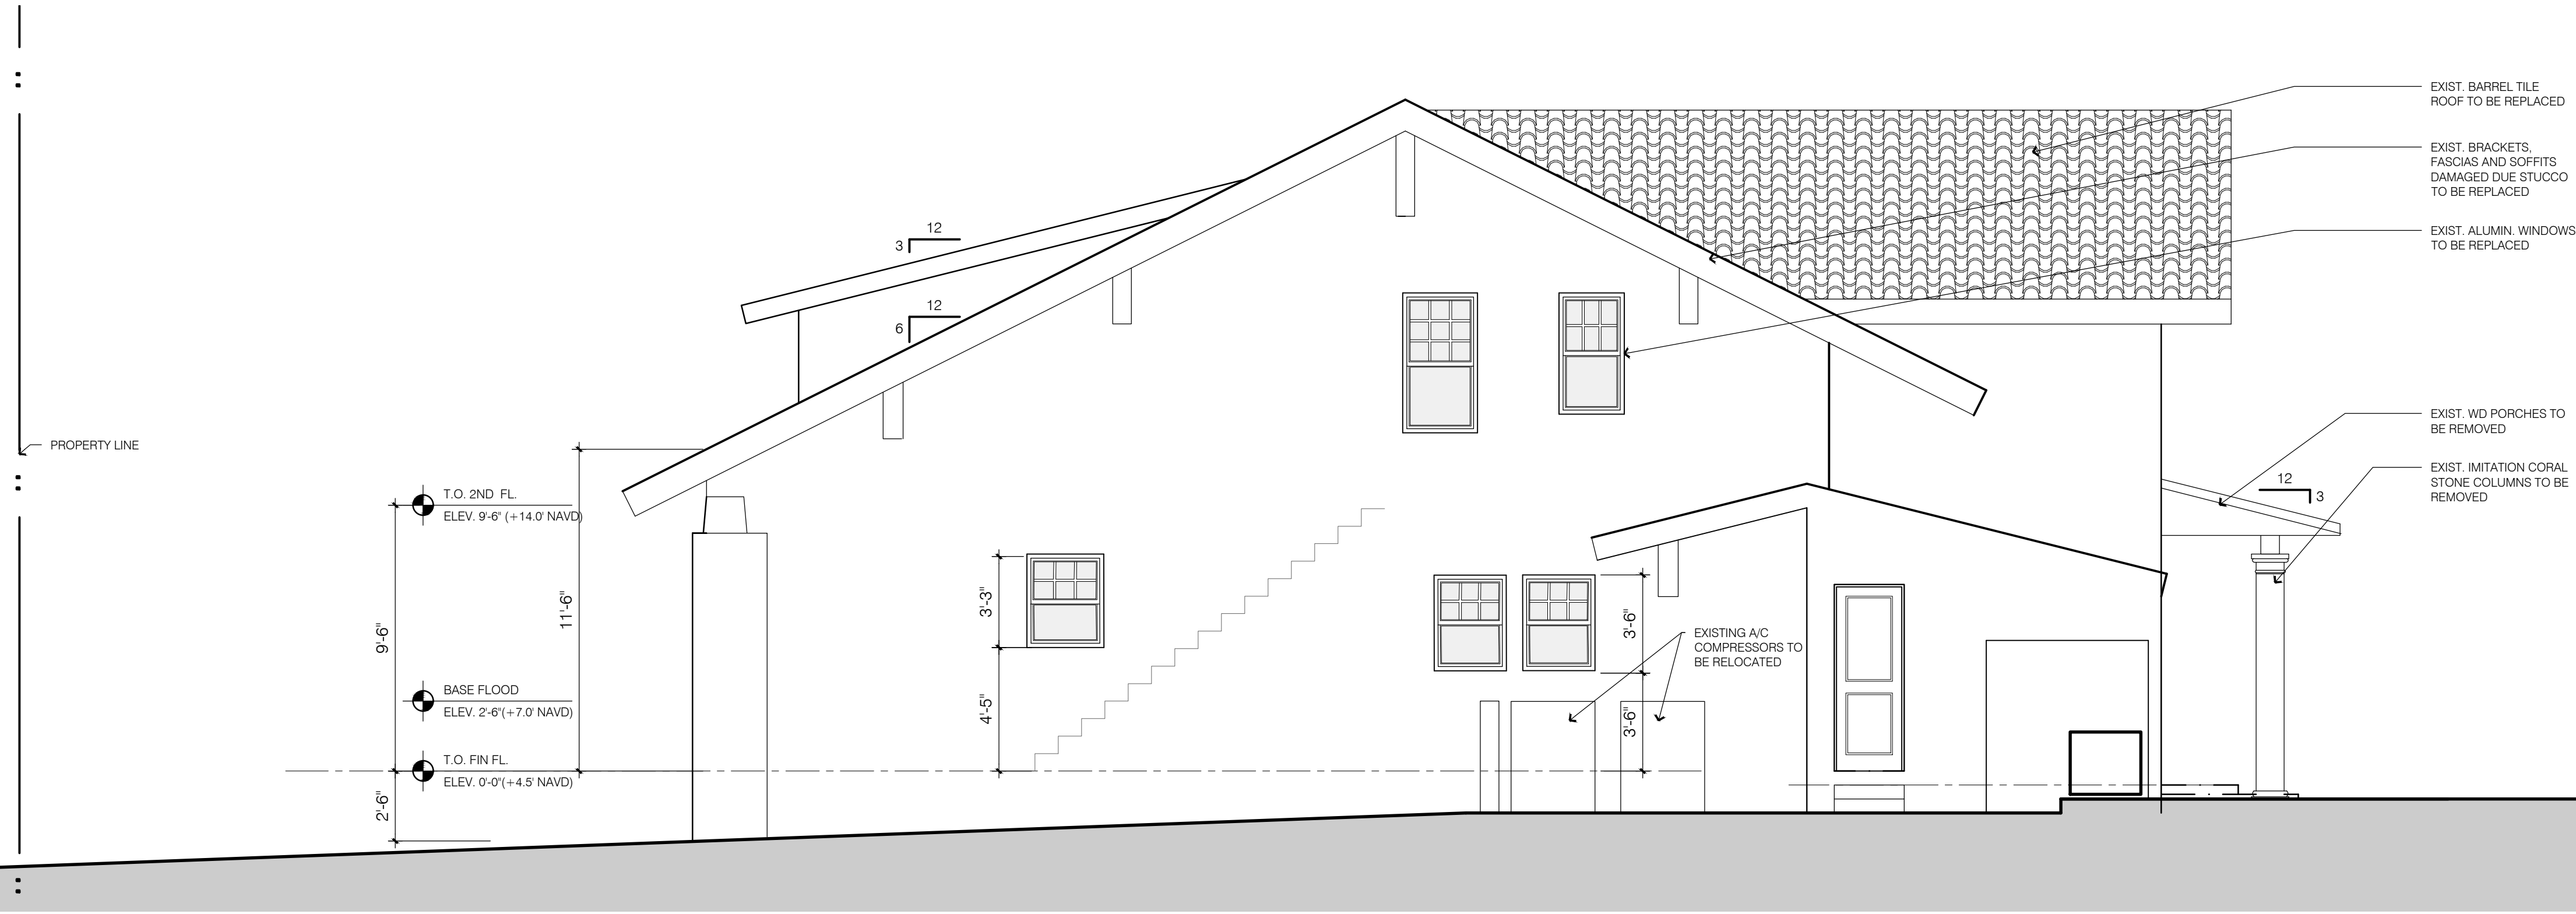 EXIST. BARREL TILE
ROOF TO BE REPLACED
EXIST. BRACKETS,
FASCIAS AND SOFFITS
DAMAGED DUE STUCCO
TO BE REPLACED
EXIST. ALUMIN. WINDOWS
TO BE REPLACED
12
3
12
6
EXIST. WD PORCHES TO
BE REMOVED
PROPERTY LINE
EXIST. IMITATION CORAL
STONE COLUMNS TO BE
REMOVED
12
3
T.O. 2ND FL.
ELEV. 9'-6" (+14.0' NAVD)
11'-6"
9'-6"
3'-3"
3'-6"
EXISTING A/C
COMPRESSORS TO
BE RELOCATED
BASE FLOOD
ELEV. 2'-6"(+7.0' NAVD)
4'-5"
3'-6"
T.O. FIN FL.
ELEV. 0'-0"(+4.5' NAVD)
2'-6"